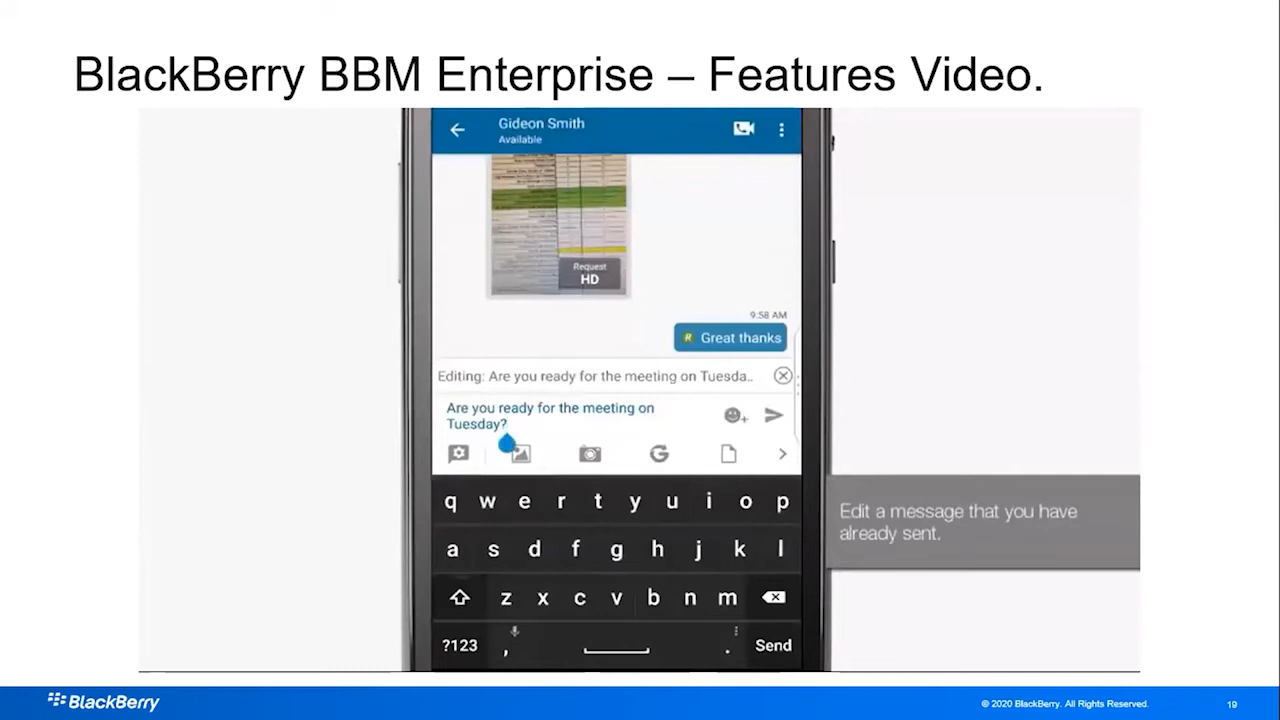 BlackBerry BBM Enterprise – Features Video.
Gideon Smith
Available
Request
HD
9:58 AM
R Great thanks
Editing: Are you ready for the meeting on Tuesda..
Are you ready for the meeting on
Tuesday?
q w e r t y u i o p
a s d f g h j k l
z x c v b n m
?123 , . Send
Edit a message that you have
already sent.
BlackBerry
© 2020 BlackBerry. All Rights Reserved.
19